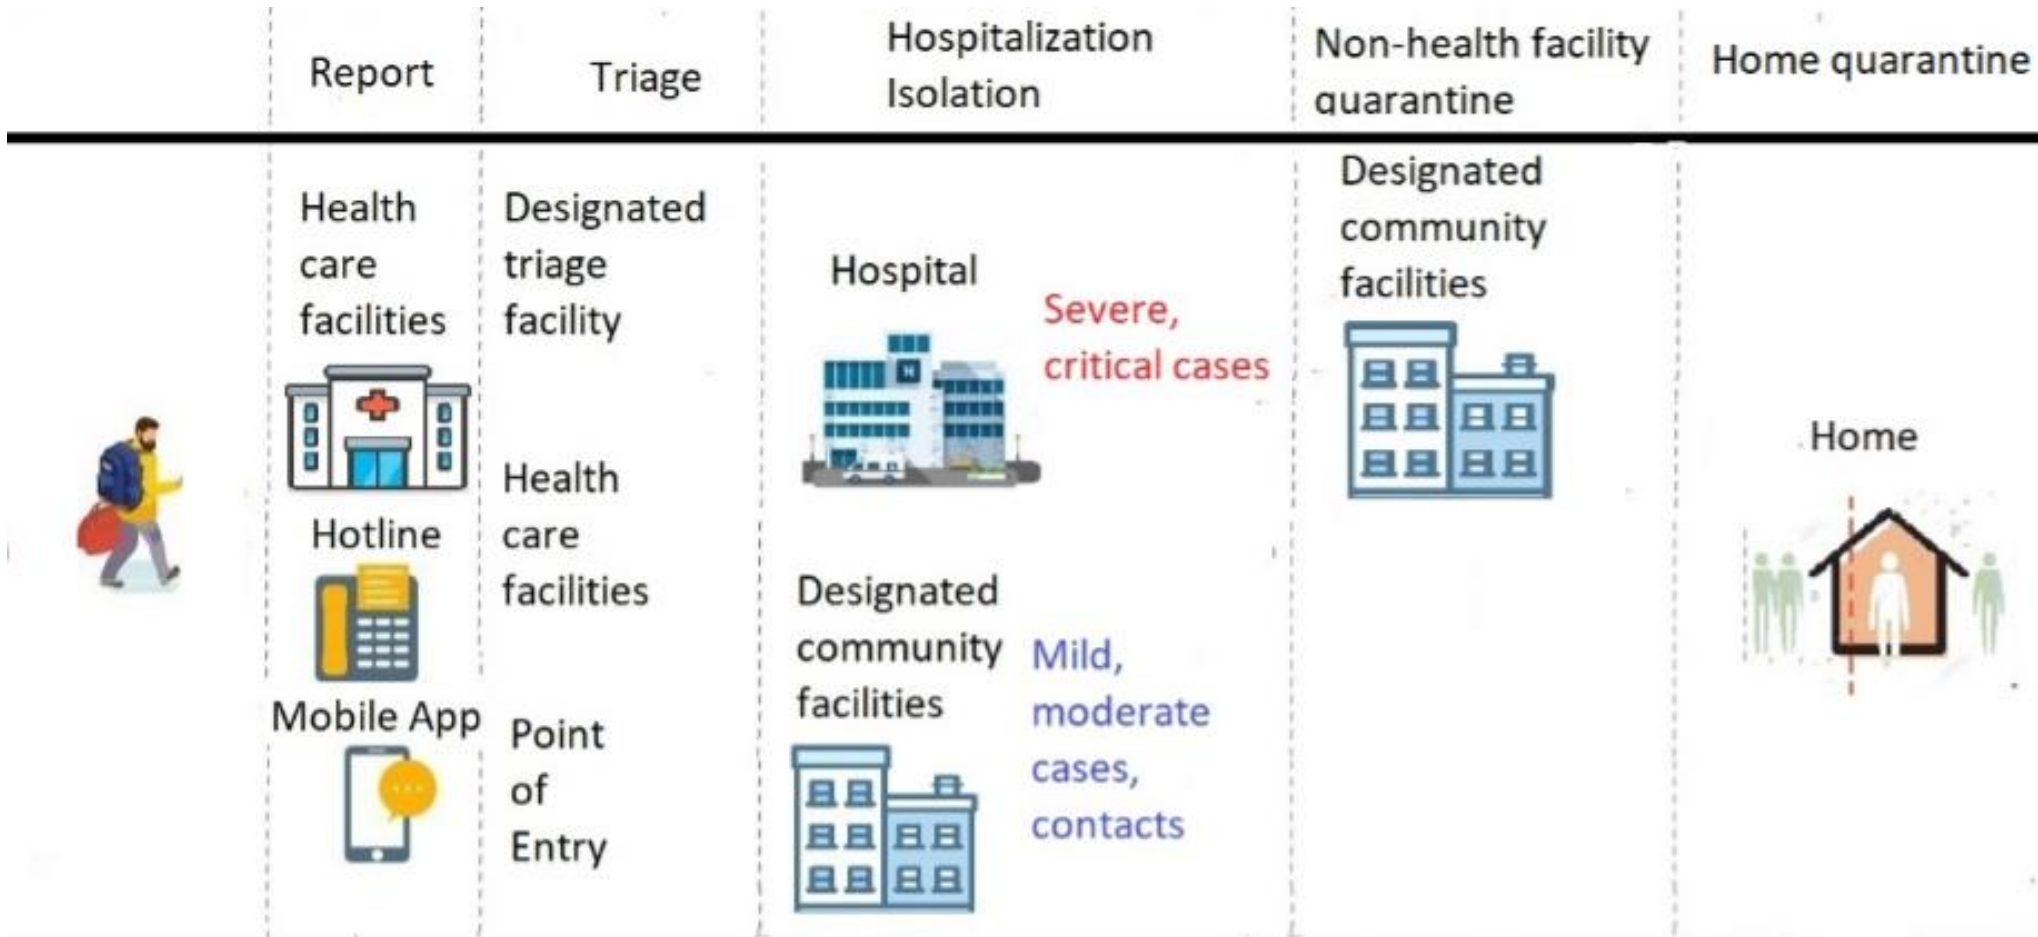 Report
Triage
Hospitalization
Isolation
Non-health facility
quarantine
Home quarantine
Health
care
facilities
Hotline
Mobile App
Designated
triage
facility
Health
care
facilities
Point
of
Entry
Hospital
H
Severe,
critical cases
Designated
community
facilities
Mild,
moderate
cases,
contacts
Designated
community
facilities
Home